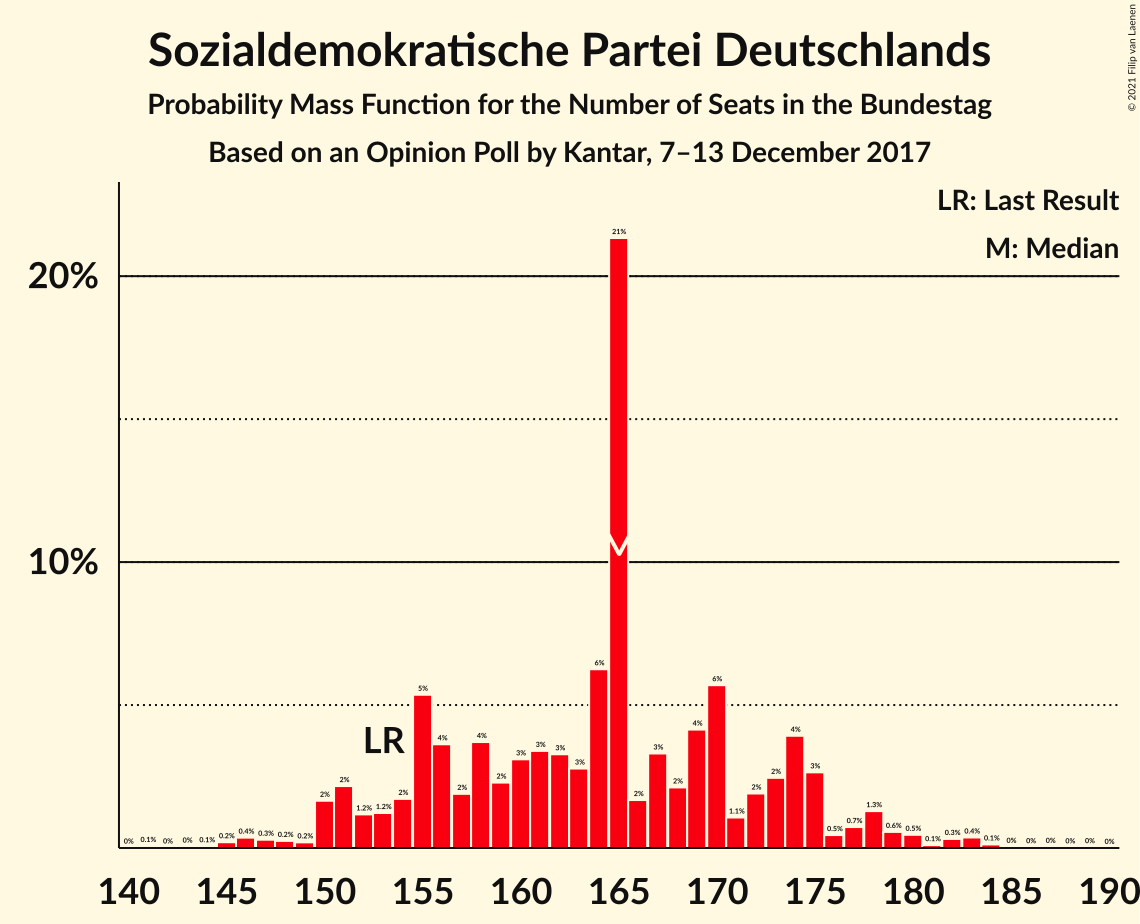 Sozialdemokratische Partei Deutschlands
Probability Mass Function for the Number of Seats in the Bundestag
Based on an Opinion Poll by Kantar, 7–13 December 2017
© 2021 Filip van Laenen
LR: Last Result
M: Median
20%
10%
LR
M
0% 0.1% 0% 0% 0.1% 0.2% 0.4% 0.3% 0.2% 0.2% 2% 2% 1.2% 1.2% 2% 5% 4% 2% 4% 2% 3% 3% 3% 3% 6% 21% 2% 3% 2% 4% 6% 1.1% 2% 2% 4% 3% 0.5% 0.7% 1.3% 0.6% 0.5% 0.1% 0.3% 0.4% 0.1% 0% 0% 0% 0% 0% 0%
140 145 150 155 160 165 170 175 180 185 190